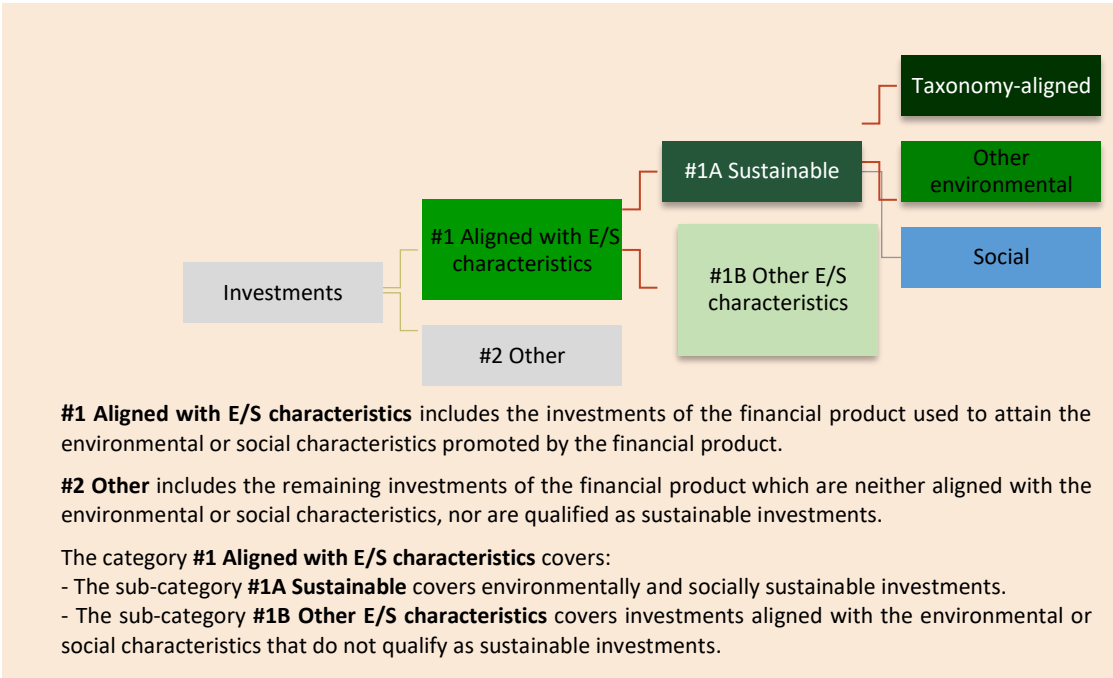 Taxonomy-aligned
#1A Sustainable
Other
environmental
#1 Aligned with E/S
characteristics
Social
#1B Other E/S
characteristics
Investments
#2 Other
#1 Aligned with E/S characteristics includes the investments of the financial product used to attain the
environmental or social characteristics promoted by the financial product.
#2 Other includes the remaining investments of the financial product which are neither aligned with the
environmental or social characteristics, nor are qualified as sustainable investments.
The category #1 Aligned with E/S characteristics covers:
- The sub-category #1A Sustainable covers environmentally and socially sustainable investments.
- The sub-category #1B Other E/S characteristics covers investments aligned with the environmental or
social characteristics that do not qualify as sustainable investments.